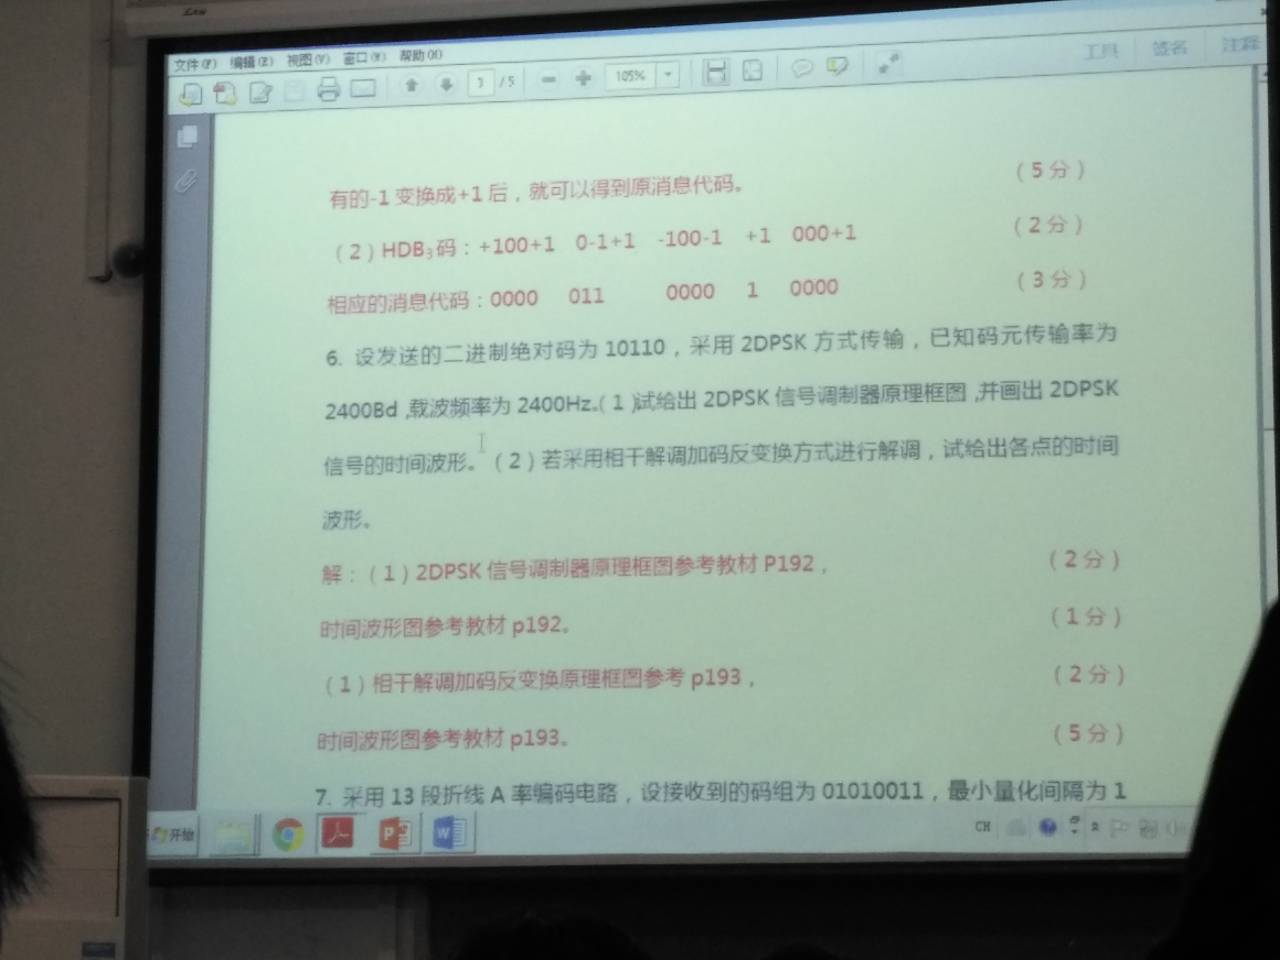 文件(F) 编辑(E) 视图(V) 窗口(W) 帮助(H)
工具 签名 注释
3 / 5 105%
有的-1 变换成+1 后，就可以得到原消息代码。 （5 分）
（2）HDB₃码：+100+1 0-1+1 -100-1 +1 000+1 （2 分）
相应的消息代码：0000 011 0000 1 0000 （3 分）
6. 设发送的二进制绝对码为 10110，采用 2DPSK 方式传输，已知码元传输率为
2400Bd ,载波频率为 2400Hz。（1）试给出 2DPSK 信号调制器原理框图，并画出 2DPSK
信号的时间波形。（2）若采用相干解调加码反变换方式进行解调，试给出各点的时间
波形。
解：（1）2DPSK 信号调制器原理框图参考教材 P192， （2 分）
时间波形图参考教材 p192。 （1 分）
（1）相干解调加码反变换原理框图参考 p193， （2 分）
时间波形图参考教材 p193。 （5 分）
7. 采用 13 段折线 A 率编码电路，设接收到的码组为 01010011，最小量化间隔为 1
开始 CH